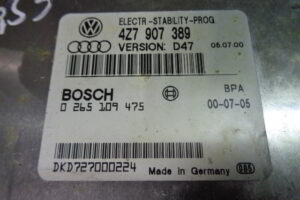 ELECTR-STABILITY-PROG
4Z7 907 389
VERSION: D47 05.07.00
BOSCH BPA
0 265 109 475 00-07-05
DKD727000224
Made in Germany